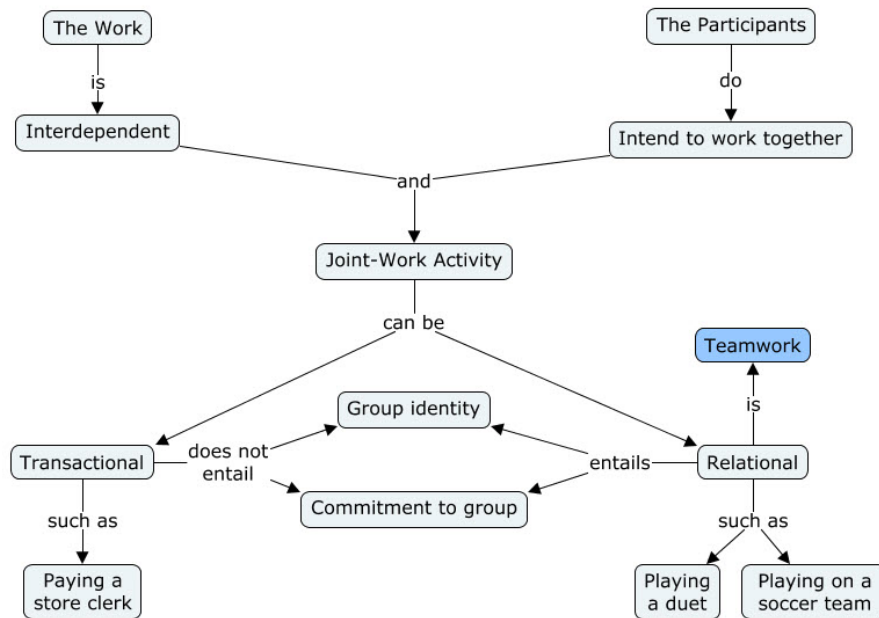 The Work
The Participants
is
do
Interdependent
Intend to work together
and
Joint-Work Activity
can be
Teamwork
is
Group identity
Transactional
does not
entail
entails
Relational
Commitment to group
such as
such as
Paying a
store clerk
Playing
a duet
Playing on a
soccer team